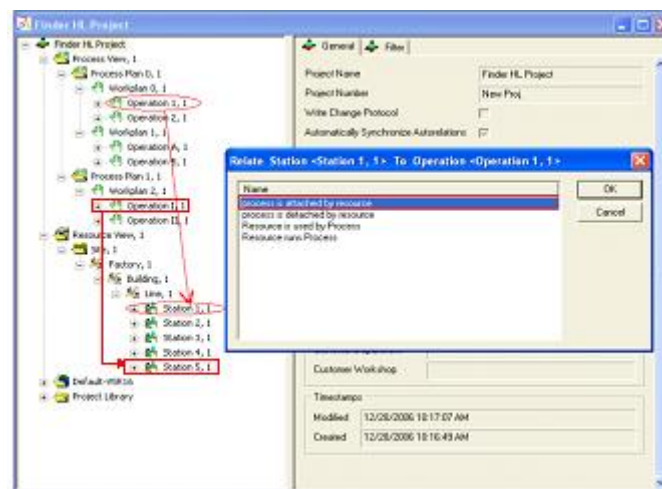 Finder HL Project
Finder HL Project
Process View, 1
Process Plan 0, 1
Workplan 0, 1
Operation 1, 1
Operation 2, 1
Workplan 1, 1
Operation A, 1
Operation B, 1
Process Plan 1, 1
Workplan 2, 1
Operation I, 1
Operation II, 1
Resource View, 1
Site, 1
Factory, 1
Building, 1
Line, 1
Station 1, 1
Station 2, 1
Station 3, 1
Station 4, 1
Station 5, 1
Project Library
General
Filter
Project Name
Finder HL Project
Project Number
New Proj
Write Change Protocol
Automatically Synchronize Autorelations
Relate Station <Station 1, 1> To Operation <Operation 1, 1>
Name
process is attached by resource
process is detached by resource
Resource is used by Process
Resource runs Process
OK
Cancel
Customer Workshop
Timestamps
Modified
12/28/2006 10:17:07 AM
Created
12/28/2006 10:16:49 AM